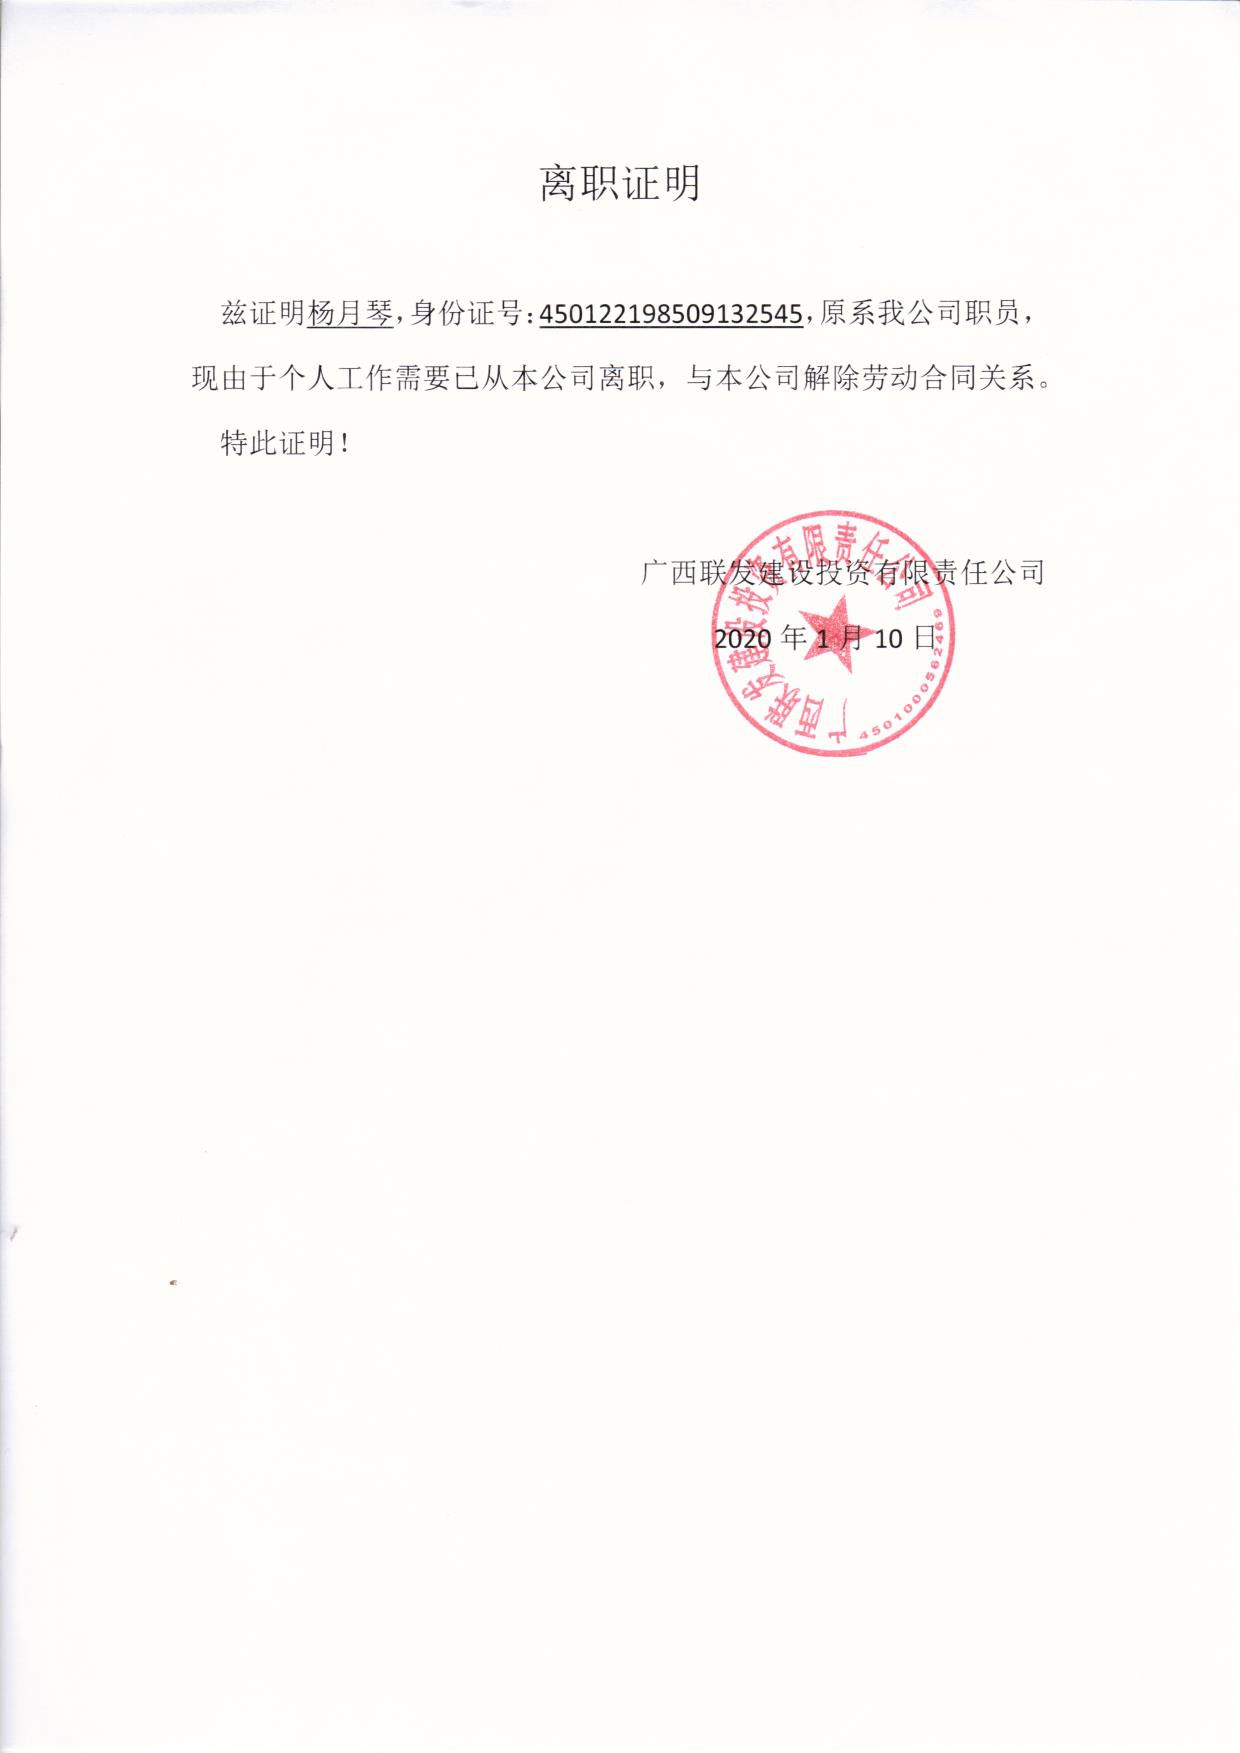 离职证明
兹证明杨月琴，身份证号：450122198509132545，原系我公司职员，
现由于个人工作需要已从本公司离职，与本公司解除劳动合同关系。
特此证明！
广西联发建设投资有限责任公司
2020 年 1 月 10 日
广西联发建设投资有限责任公司
4501000562469